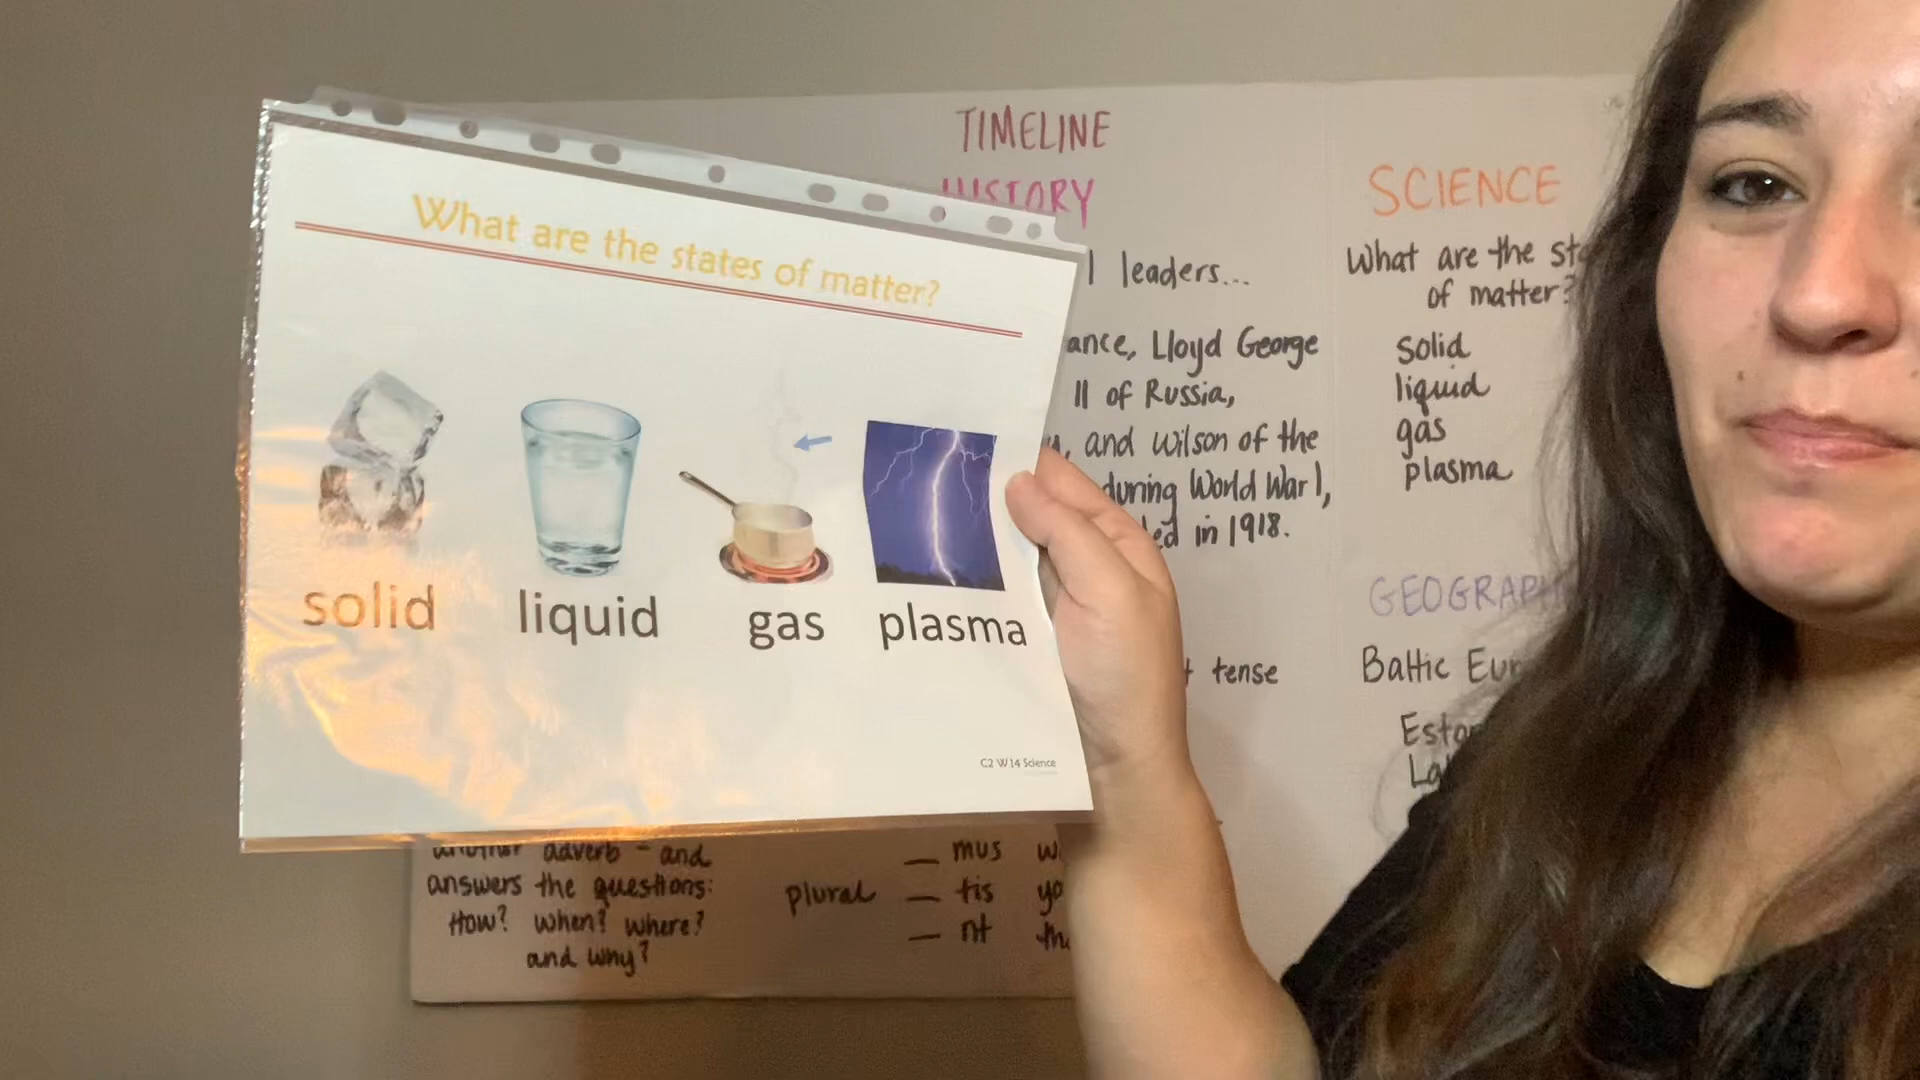 What are the states of matter?
solid liquid gas plasma
C2 W14 Science
TIMELINE
HISTORY
leaders...
Lloyd George
II of Russia,
and Wilson of the
during World War I,
in 1918.
tense
SCIENCE
What are the
of matter?
solid
liquid
gas
plasma
Baltic
another adverb - and
answers the questions:
How? When? Where?
and why?
plural
mus
tis
nt